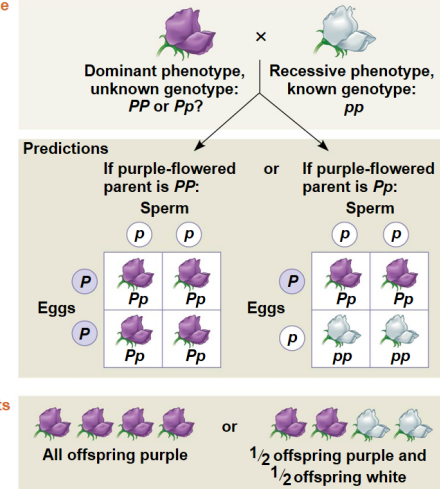 e
×
Dominant phenotype,
unknown genotype:
PP or Pp?
Recessive phenotype,
known genotype:
pp
Predictions
If purple-flowered
parent is PP:
or
If purple-flowered
parent is Pp:
Sperm
Sperm
p
p
p
p
P
Pp
Pp
P
Pp
Pp
Eggs
Eggs
P
Pp
Pp
p
pp
pp
ts
or
All offspring purple
1/2 offspring purple and
1/2 offspring white